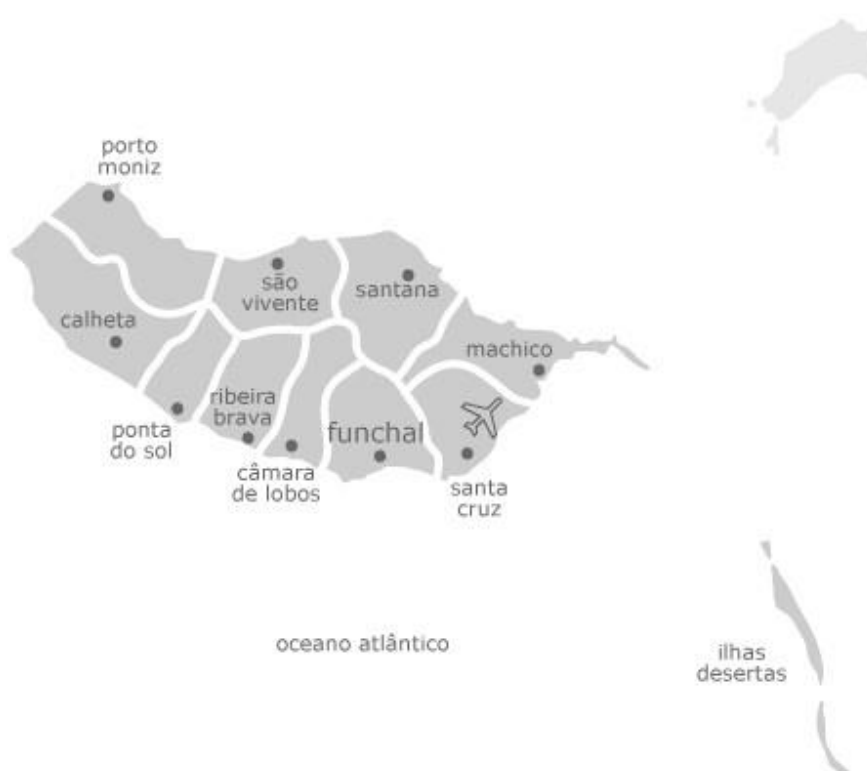 porto
moniz
são
vivente
santana
calheta
machico
ribeira
brava
funchal
ponta
do sol
câmara
de lobos
santa
cruz
oceano atlântico
ilhas
desertas